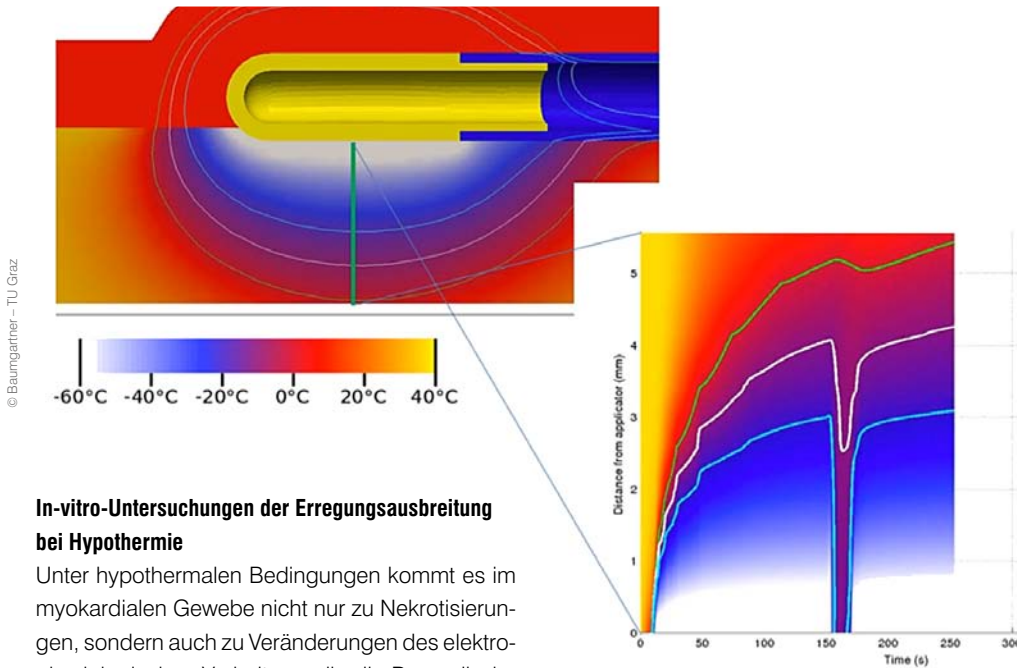 © Baumgartner – TU Graz
-60°C -40°C -20°C 0°C 20°C 40°C
Distance from applicator (mm)
5
4
3
2
1
0
0 50 100 150 200 250 300
Time (s)
In-vitro-Untersuchungen der Erregungsausbreitung
bei Hypothermie
Unter hypothermalen Bedingungen kommt es im
myokardialen Gewebe nicht nur zu Nekrotisierun-
gen, sondern auch zu Veränderungen des elektro-